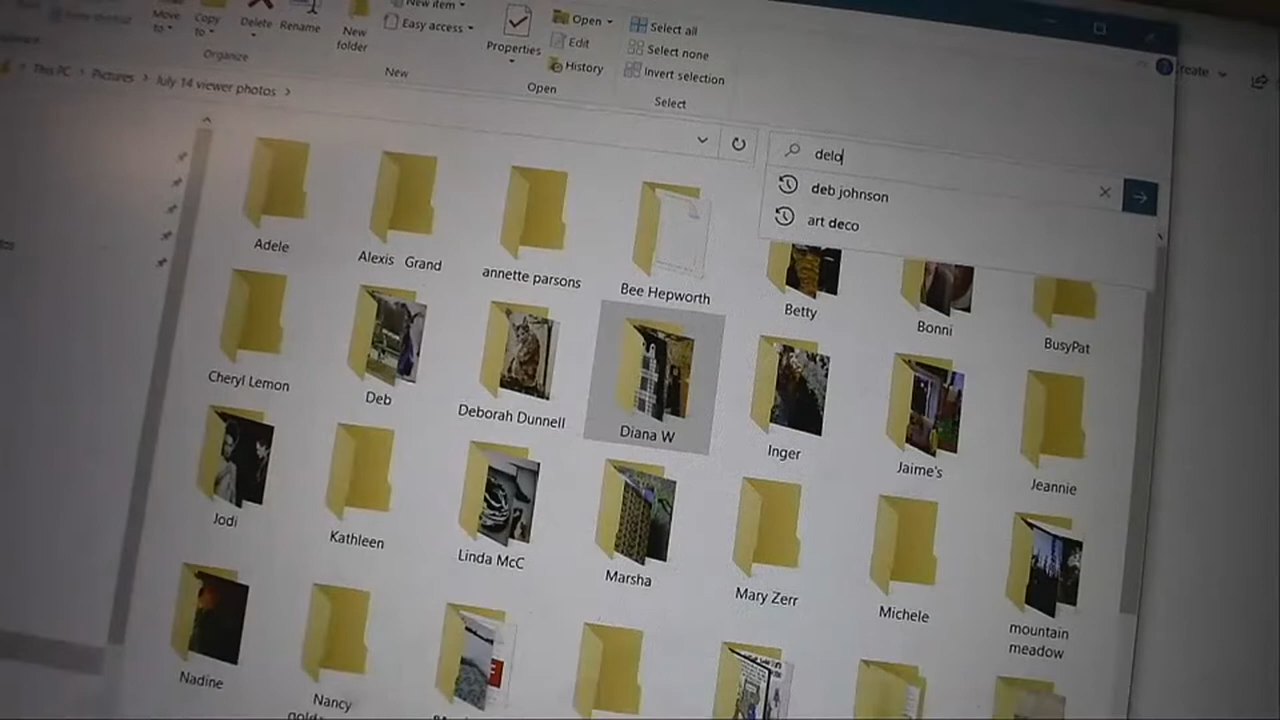 New item
Move to
Copy to
Delete
Rename
New folder
Easy access
Properties
Open
Edit
History
Select all
Select none
Invert selection
Organize
New
Open
Select
This PC > Pictures > July 14 viewer photos >
reate
delo
deb johnson
art deco
Adele
Alexis Grand
annette parsons
Bee Hepworth
Betty
Bonni
BusyPat
Cheryl Lemon
Deb
Deborah Dunnell
Diana W
Inger
Jaime's
Jeannie
Jodi
Kathleen
Linda McC
Marsha
Mary Zerr
Michele
mountain
meadow
Nadine
Nancy